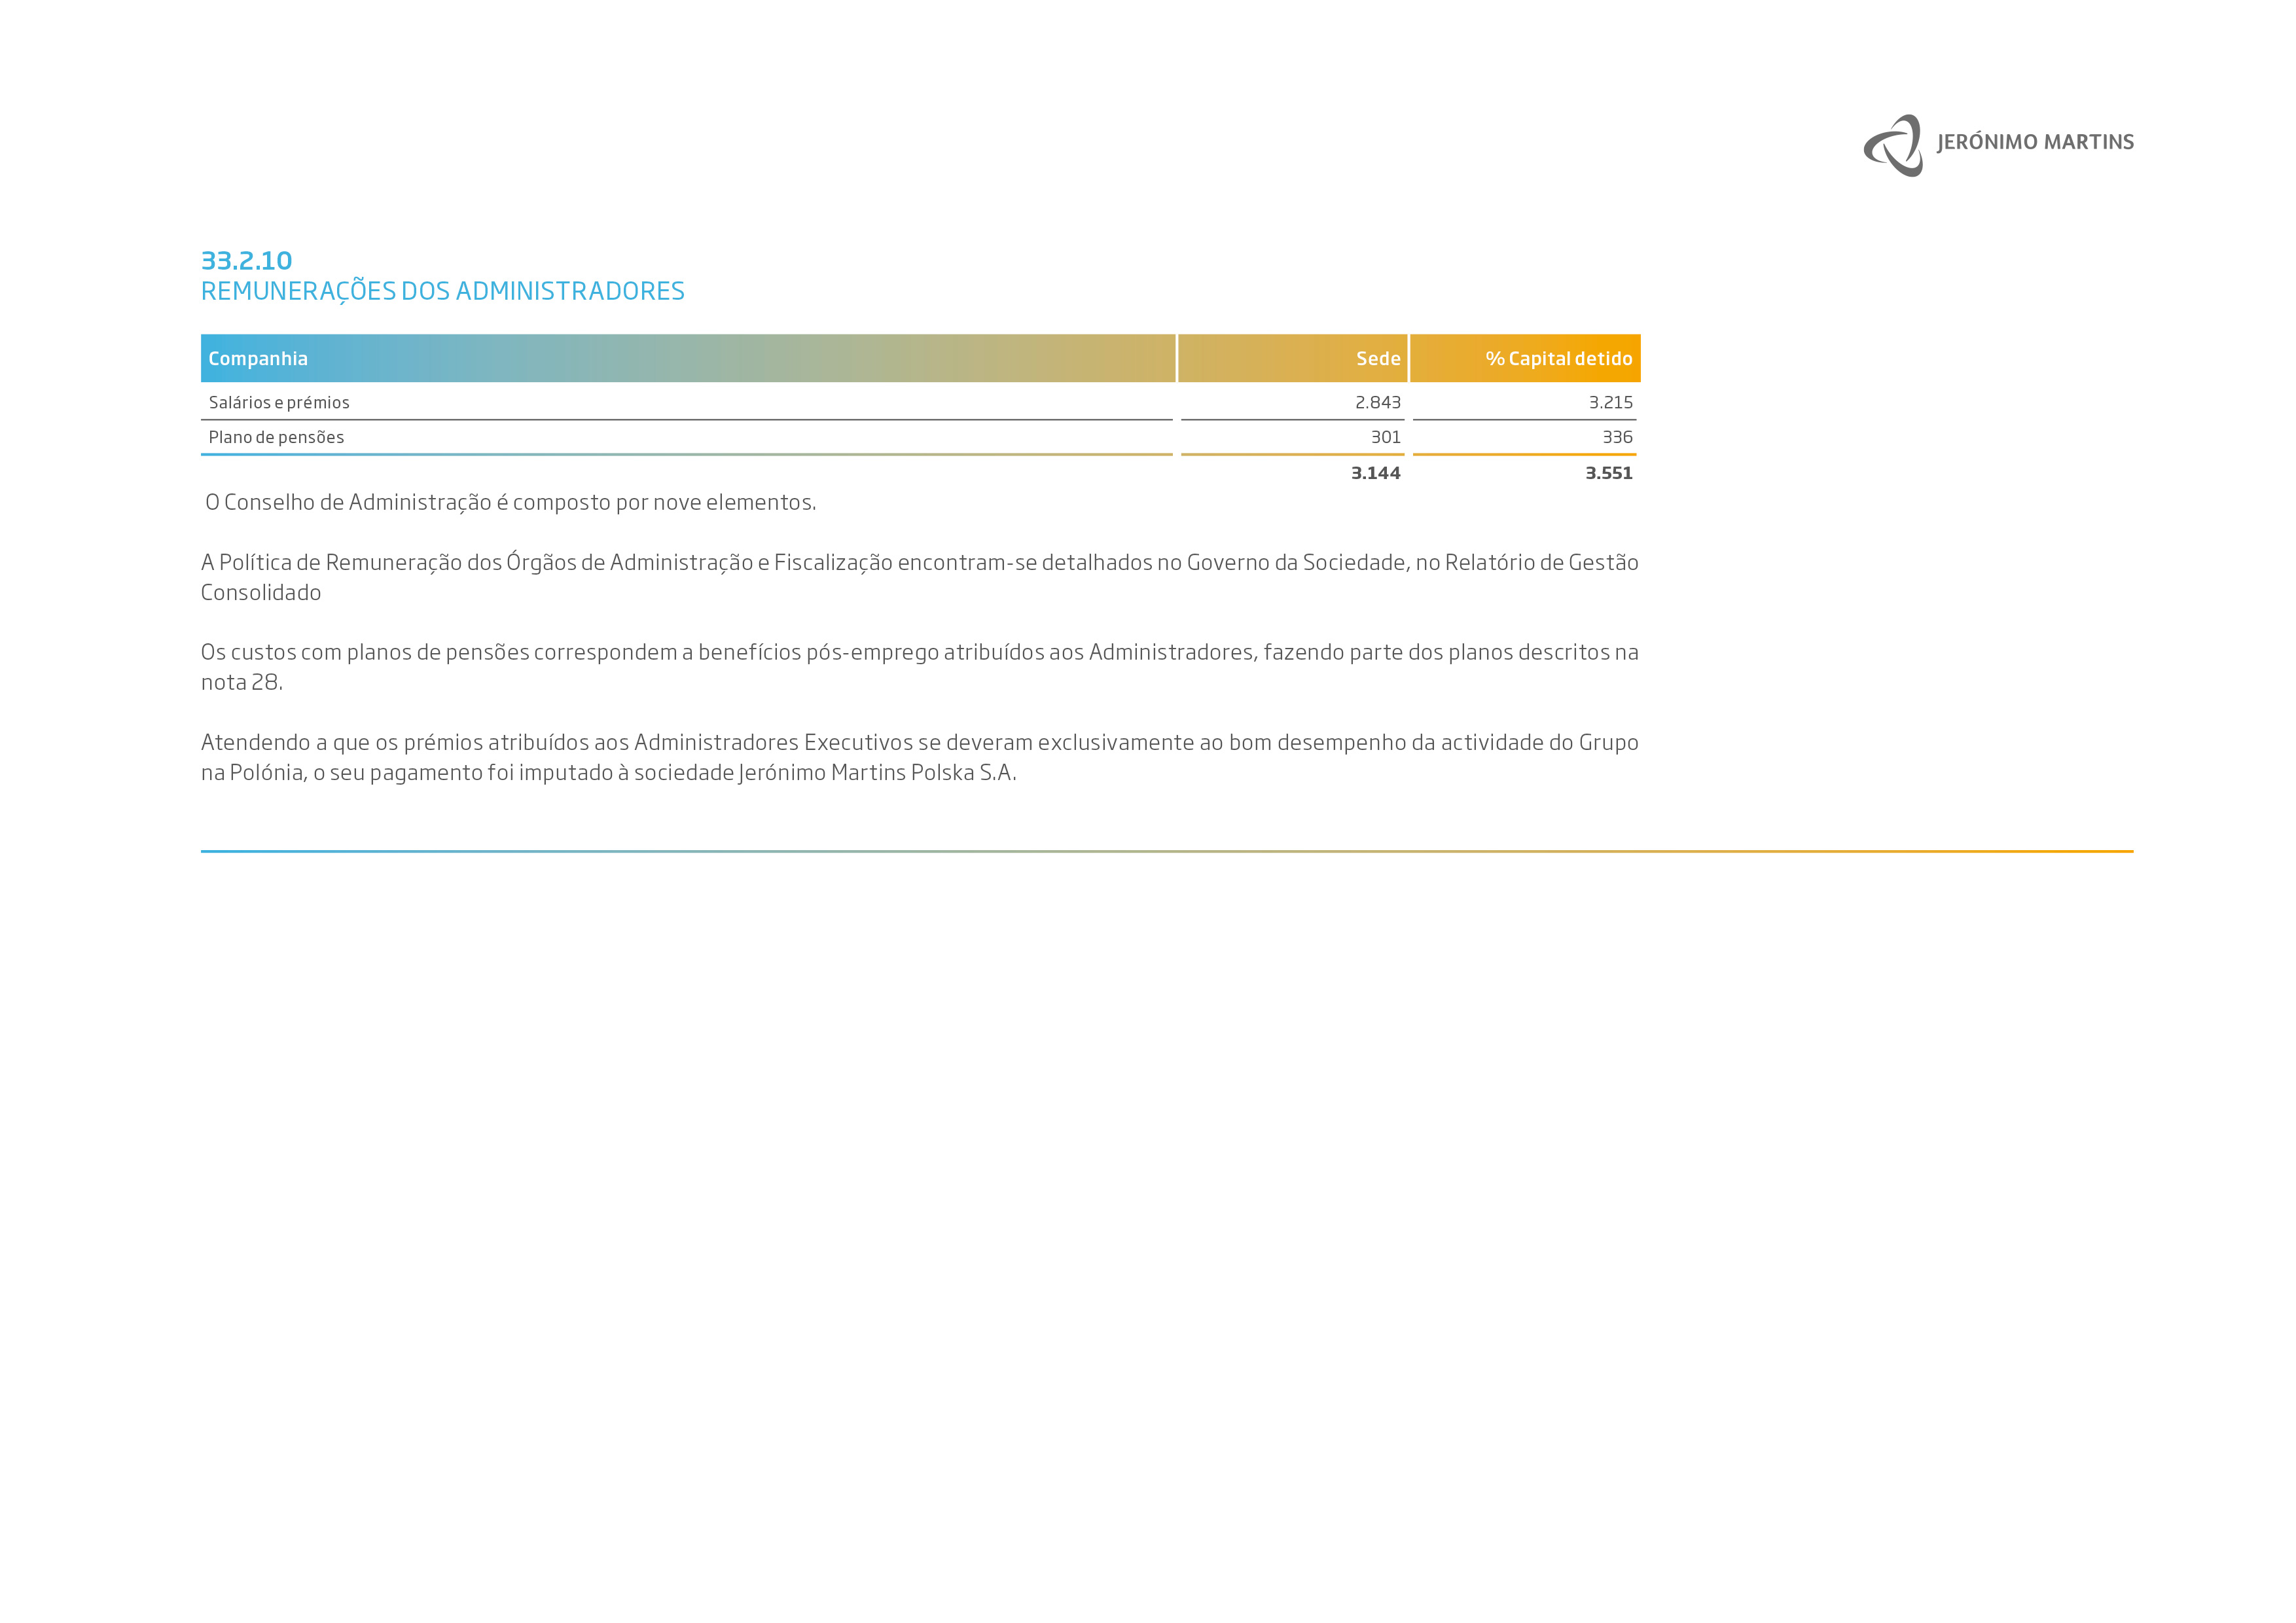 JERÓNIMO MARTINS
33.2.10
REMUNERAÇÕES DOS ADMINISTRADORES
Companhia Sede % Capital detido
Salários e prémios 2.843 3.215
Plano de pensões 301 336
3.144 3.551
O Conselho de Administração é composto por nove elementos.
A Política de Remuneração dos Órgãos de Administração e Fiscalização encontram-se detalhados no Governo da Sociedade, no Relatório de Gestão
Consolidado
Os custos com planos de pensões correspondem a benefícios pós-emprego atribuídos aos Administradores, fazendo parte dos planos descritos na
nota 28.
Atendendo a que os prémios atribuídos aos Administradores Executivos se deveram exclusivamente ao bom desempenho da actividade do Grupo
na Polónia, o seu pagamento foi imputado à sociedade Jerónimo Martins Polska S.A.